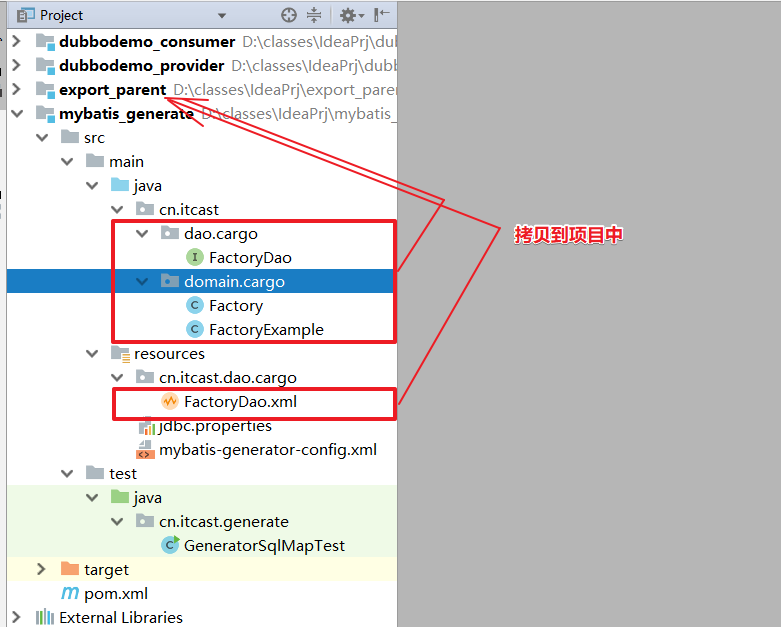 Project
dubbodemo_consumer D:\classes\IdeaPrj\dub
dubbodemo_provider D:\classes\IdeaPrj\dubb
export_parent D:\classes\IdeaPrj\export_parer
mybatis_generate D:\classes\IdeaPrj\mybatis_
src
main
java
cn.itcast
dao.cargo
FactoryDao
domain.cargo
Factory
FactoryExample
拷贝到项目中
resources
cn.itcast.dao.cargo
FactoryDao.xml
jdbc.properties
mybatis-generator-config.xml
test
java
cn.itcast.generate
GeneratorSqlMapTest
target
pom.xml
External Libraries